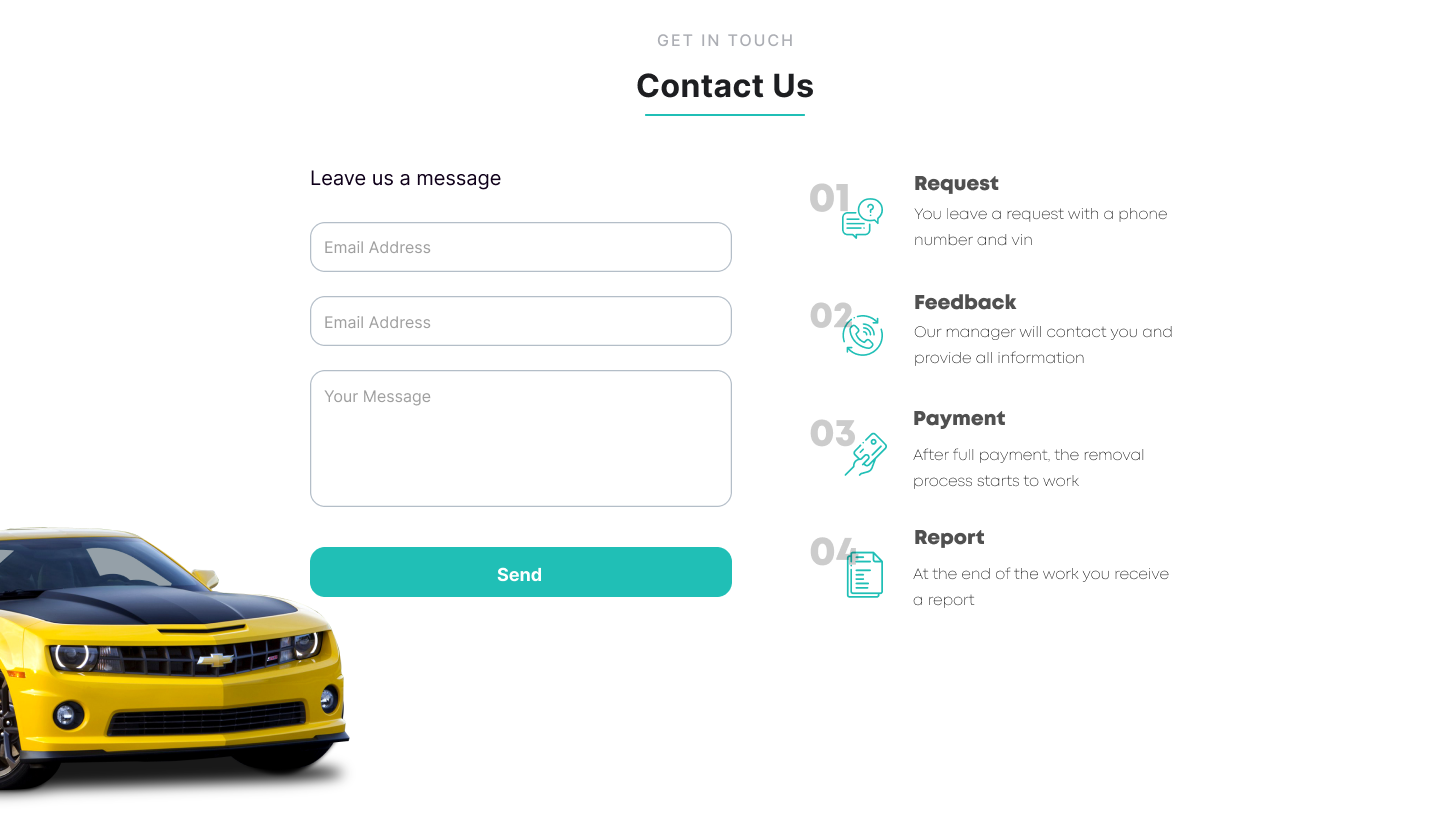 GET IN TOUCH
Contact Us
Leave us a message
Email Address
Email Address
Your Message
Send
01
Request
You leave a request with a phone
number and vin
02
Feedback
Our manager will contact you and
provide all information
03
Payment
After full payment, the removal
process starts to work
04
Report
At the end of the work you receive
a report